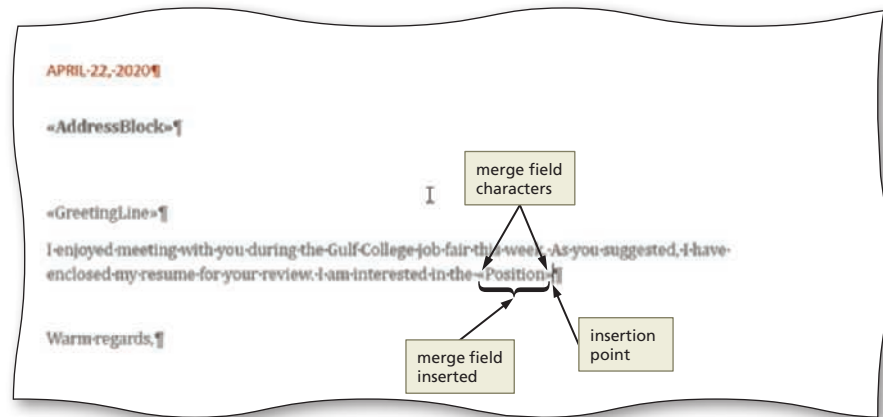 APRIL·22,·2020¶
«AddressBlock»¶
merge field
characters
«GreetingLine»¶
I·enjoyed·meeting·with·you·during·the·Gulf·College·job·fair·this·week.··As·you·suggested,·I·have·
enclosed·my·resume·for·your·review.·I·am·interested·in·the·«Position»¶
Warm·regards,¶
merge field
inserted
insertion
point